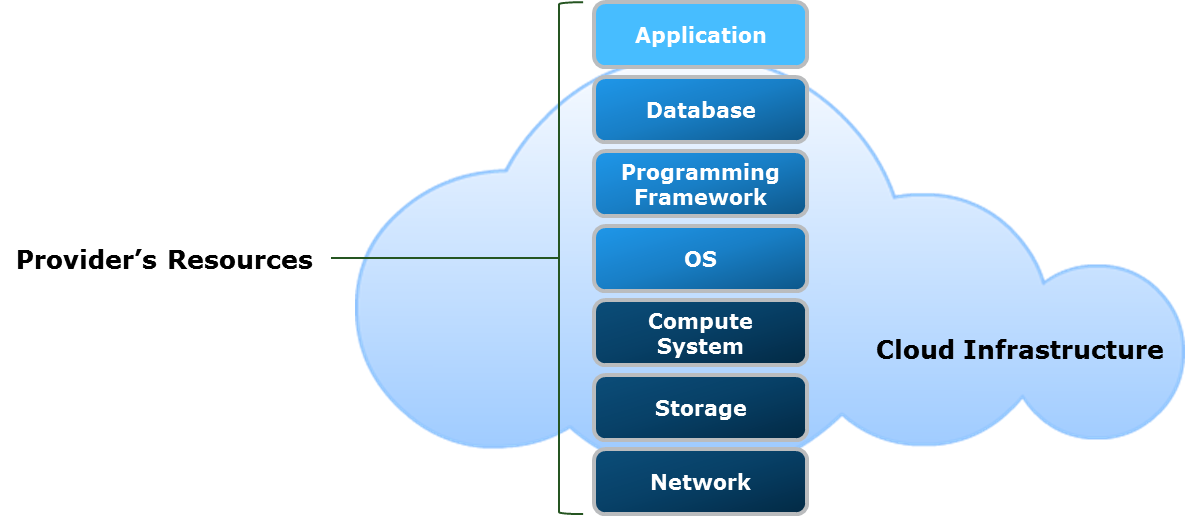 Application
Database
Programming
Framework
Provider’s Resources
OS
Compute
System
Cloud Infrastructure
Storage
Network